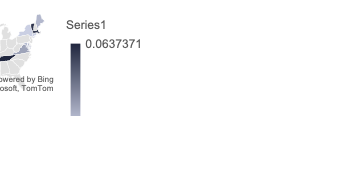 Series1
0.0637371
owered by Bing
osoft, TomTom